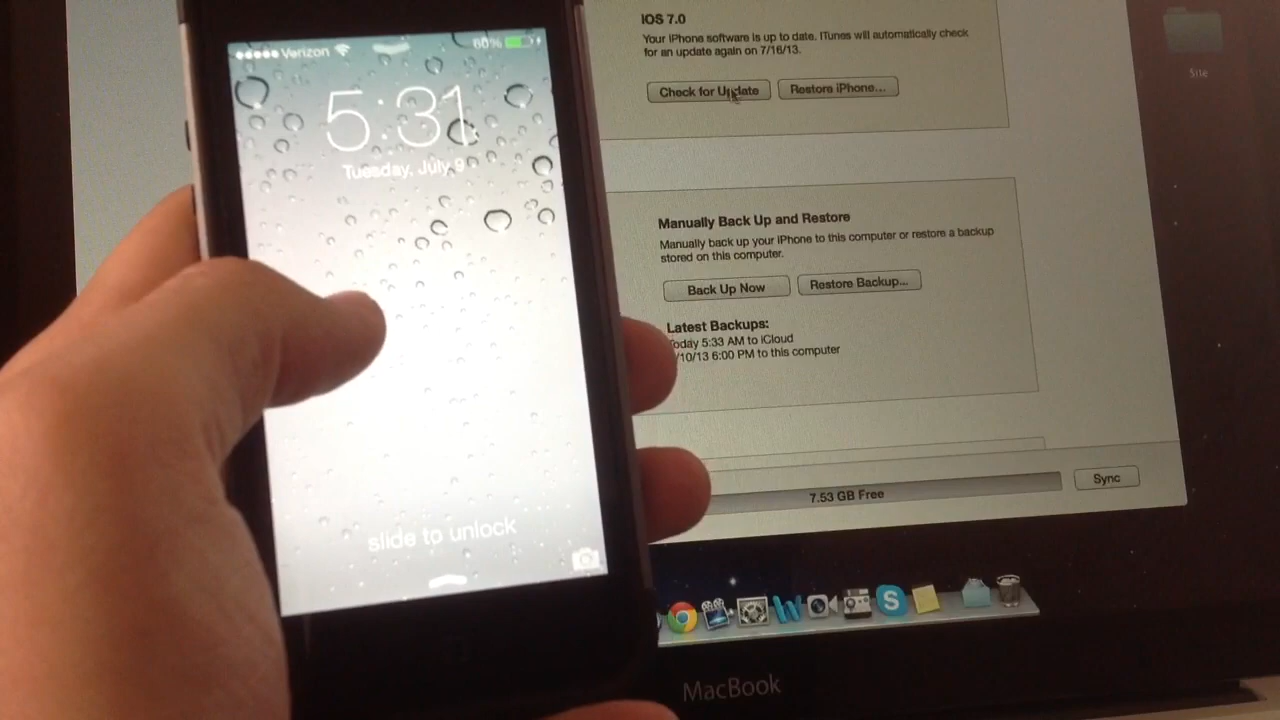 Verizon
60%
5:31
Tuesday, July 9
slide to unlock
iOS 7.0
Your iPhone software is up to date. iTunes will automatically check
for an update again on 7/16/13.
Check for Update
Restore iPhone...
Site
Manually Back Up and Restore
Manually back up your iPhone to this computer or restore a backup
stored on this computer.
Back Up Now
Restore Backup...
Latest Backups:
oday 5:33 AM to iCloud
/10/13 6:00 PM to this computer
7.53 GB Free
Sync
S
MacBook